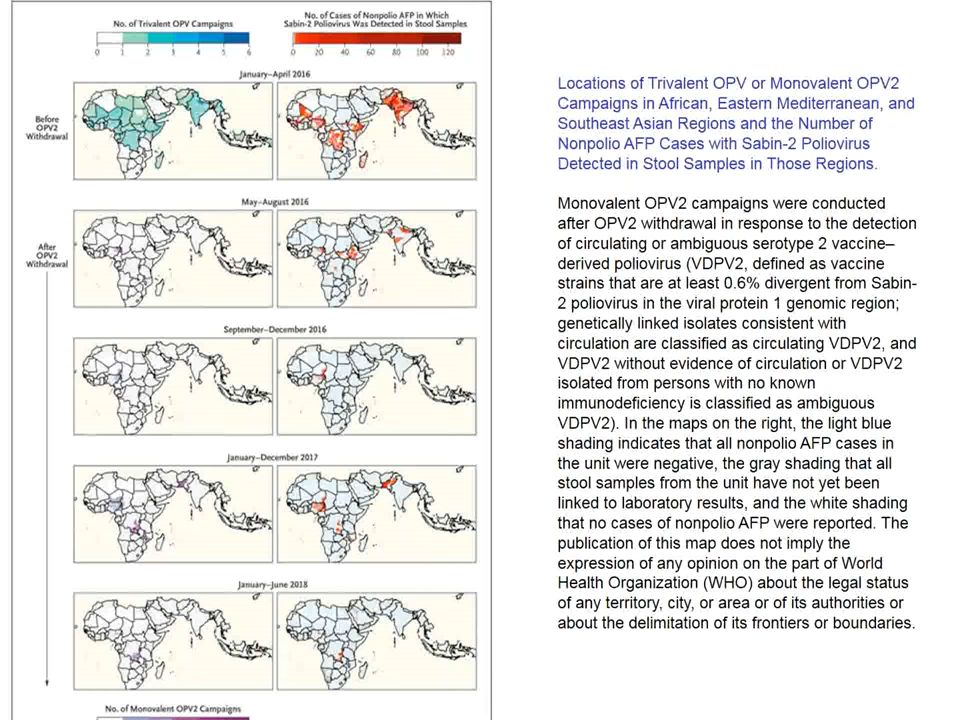 No. of Trivalent OPV Campaigns
0 1 2 3 4 5 6
No. of Cases of Nonpolio AFP in Which
Sabin-2 Poliovirus Was Detected in Stool Samples
0 20 40 60 80 100 120
January–April 2016
Before
OPV2
Withdrawal
May–August 2016
After
OPV2
Withdrawal
September–December 2016
January–December 2017
January–June 2018
No. of Monovalent OPV2 Campaigns
Locations of Trivalent OPV or Monovalent OPV2
Campaigns in African, Eastern Mediterranean, and
Southeast Asian Regions and the Number of
Nonpolio AFP Cases with Sabin-2 Poliovirus
Detected in Stool Samples in Those Regions.
Monovalent OPV2 campaigns were conducted
after OPV2 withdrawal in response to the detection
of circulating or ambiguous serotype 2 vaccine–
derived poliovirus (VDPV2, defined as vaccine
strains that are at least 0.6% divergent from Sabin-
2 poliovirus in the viral protein 1 genomic region;
genetically linked isolates consistent with
circulation are classified as circulating VDPV2, and
VDPV2 without evidence of circulation or VDPV2
isolated from persons with no known
immunodeficiency is classified as ambiguous
VDPV2). In the maps on the right, the light blue
shading indicates that all nonpolio AFP cases in
the unit were negative, the gray shading that all
stool samples from the unit have not yet been
linked to laboratory results, and the white shading
that no cases of nonpolio AFP were reported. The
publication of this map does not imply the
expression of any opinion on the part of World
Health Organization (WHO) about the legal status
of any territory, city, or area or of its authorities or
about the delimitation of its frontiers or boundaries.